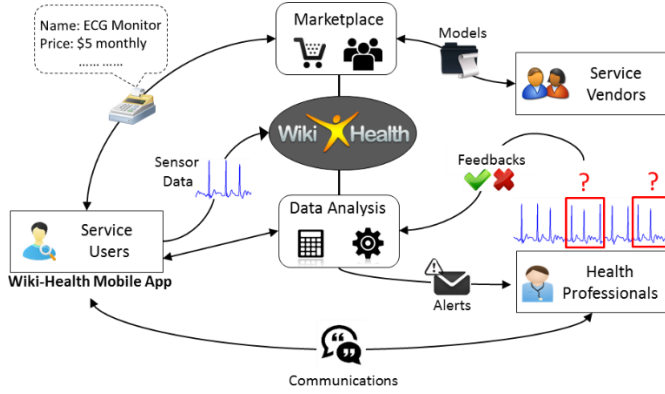 Name: ECG Monitor
Price: $5 monthly
...... ......
Marketplace
Models
Service
Vendors
Wiki Health
Sensor
Data
Feedbacks
? ?
Data Analysis
Service
Users
Wiki-Health Mobile App
Alerts
Health
Professionals
Communications